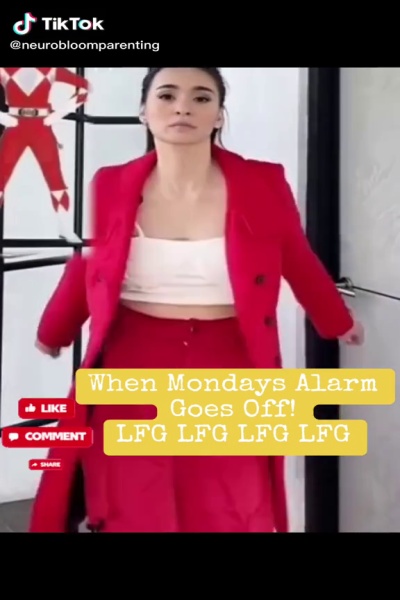 TikTok
@neurobloomparenting
When Mondays Alarm
Goes Off!
LFG LFG LFG LFG
LIKE
COMMENT
SHARE